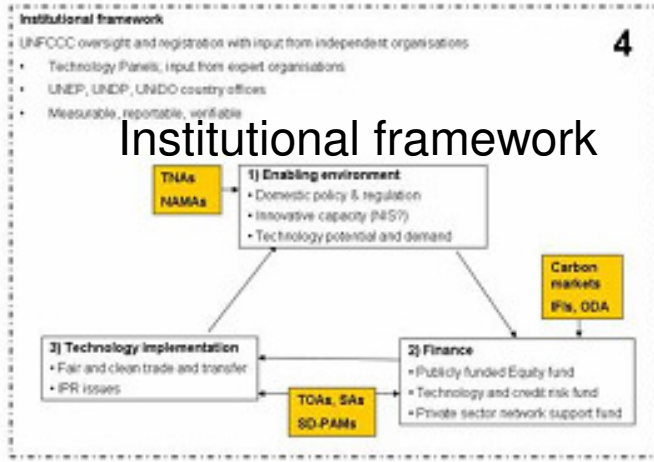 Institutional framework
UNFCCC oversight and registration with input from independent organisations
4
• Technology Panels; input from expert organisations
• UNEP, UNDP, UNIDO country offices
• Measurable, reportable, verifiable
Institutional framework
TNAs
NAMAs
1) Enabling environment
• Domestic policy & regulation
• Innovative capacity (NIS?)
• Technology potential and demand
Carbon
markets
IFIs, ODA
3) Technology implementation
• Fair and clean trade and transfer
• IPR issues
2) Finance
• Publicly funded Equity fund
• Technology and credit risk fund
• Private sector network support fund
TOAs, SAs
SD-PAMs